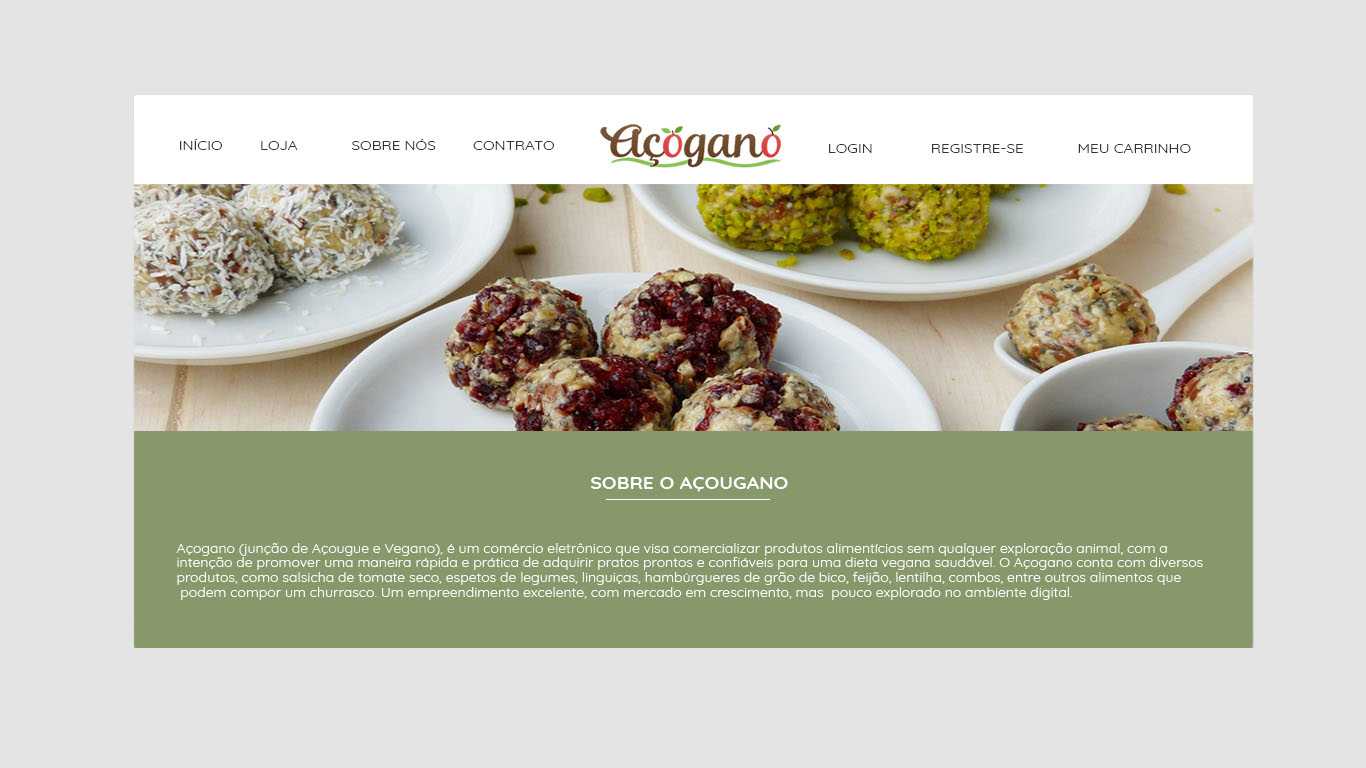 INÍCIO LOJA SOBRE NÓS CONTRATO Açogano LOGIN REGISTRE-SE MEU CARRINHO
SOBRE O AÇOUGANO
Açogano (junção de Açougue e Vegano), é um comércio eletrônico que visa comercializar produtos alimentícios sem qualquer exploração animal, com a
intenção de promover uma maneira rápida e prática de adquirir pratos prontos e confiáveis para uma dieta vegana saudável. O Açogano conta com diversos
produtos, como salsicha de tomate seco, espetos de legumes, linguiças, hambúrgueres de grão de bico, feijão, lentilha, combos, entre outros alimentos que
podem compor um churrasco. Um empreendimento excelente, com mercado em crescimento, mas pouco explorado no ambiente digital.